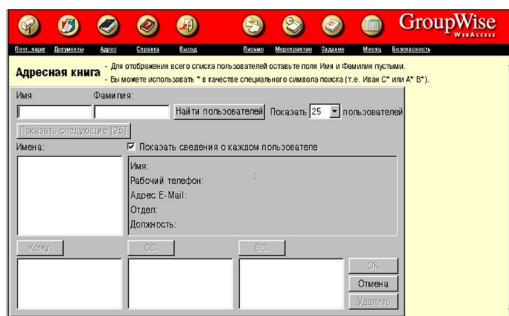 GroupWise
WebAccess
Почт. ящик Документы Адрес Справка Выход Письмо Мероприятие Задание Месяц Безопасность
Адресная книга
- Для отображения всего списка пользователей оставьте поля Имя и Фамилия пустыми.
- Вы можете использовать * в качестве специального символа поиска (т.е. Иван С* или А* В*).
Имя: Фамилия:
Найти пользователей Показать 25 пользователей
Показать следующие [25]
Имена: Показать сведения о каждом пользователе
Имя:
Рабочий телефон:
Адрес E-Mail:
Отдел:
Должность:
Кому: CC: BC:
OK
Отмена
Удалить